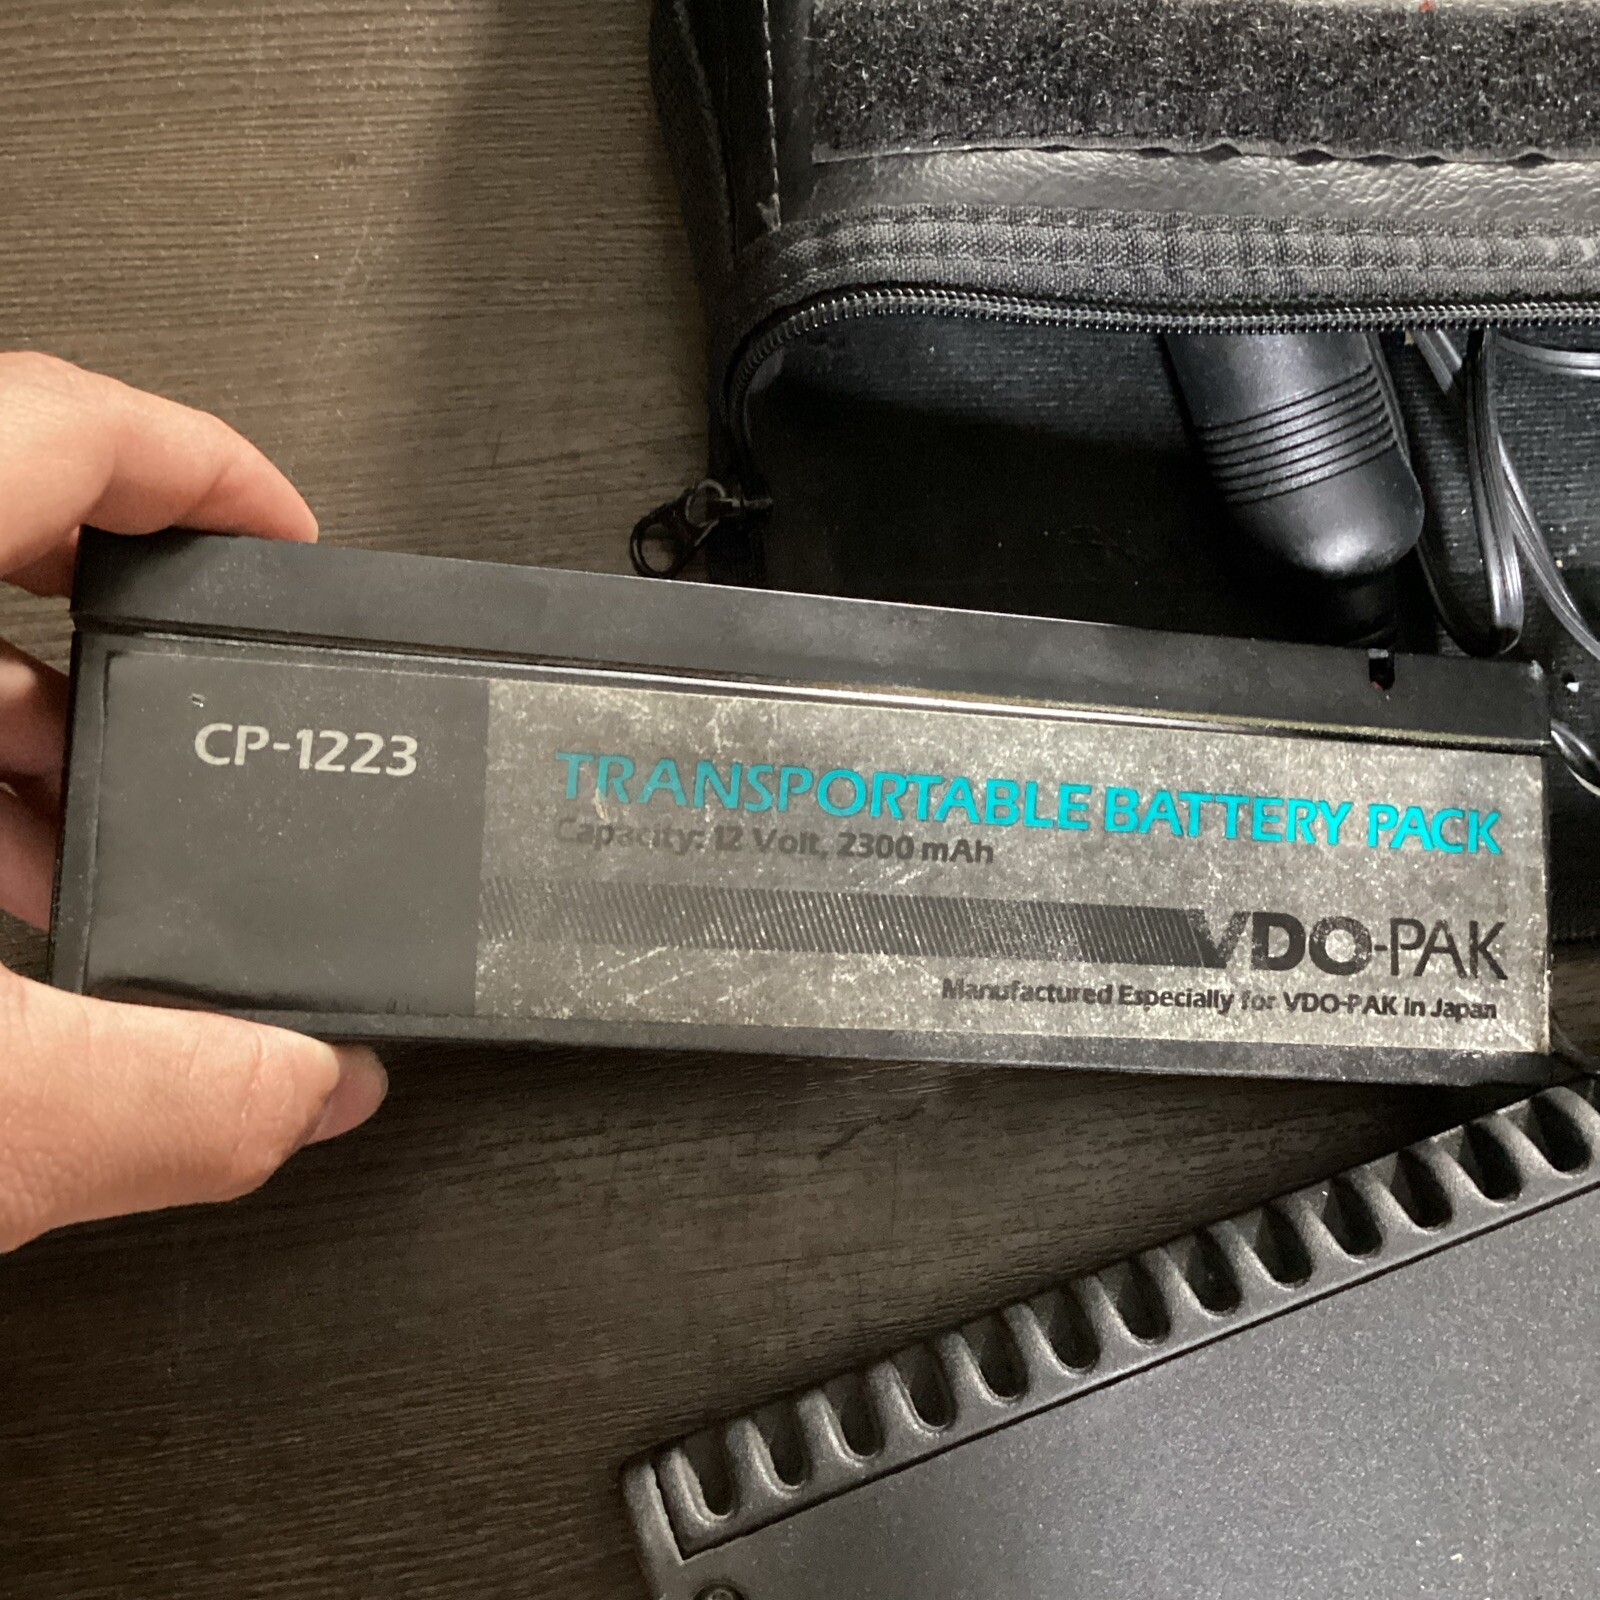 CP-1223
TRANSPORTABLE BATTERY PACK
Capacity: 12 Volt, 2300 mAh
VDO-PAK
Manufactured Especially for VDO-PAK in Japan